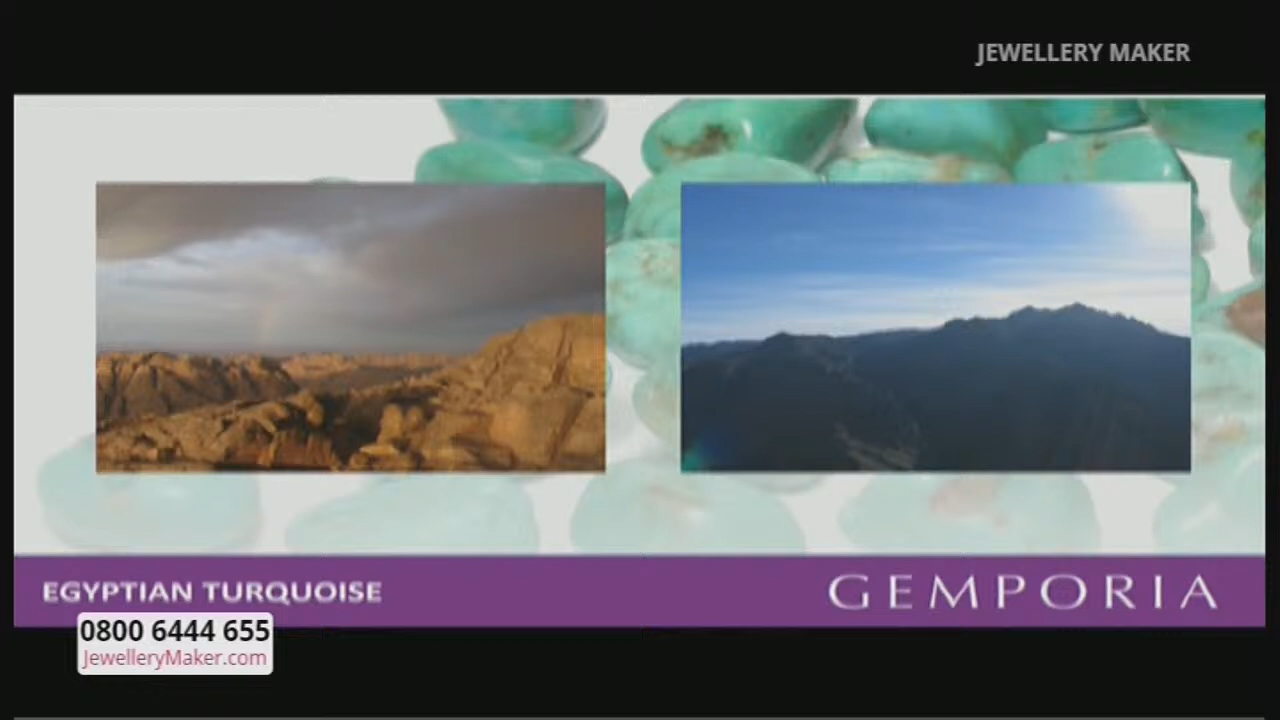 JEWELLERY MAKER
EGYPTIAN TURQUOISE
GEMPORIA
0800 6444 655
JewelleryMaker.com